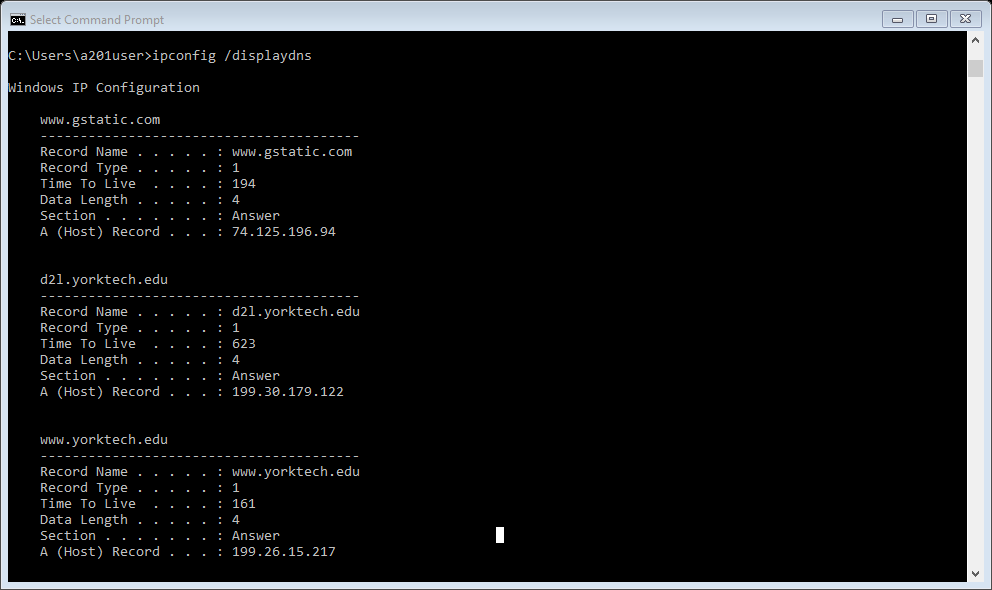 Select Command Prompt
C:\Users\a201user>ipconfig /displaydns
Windows IP Configuration
www.gstatic.com
----------------------------------------
Record Name . . . . . : www.gstatic.com
Record Type . . . . . : 1
Time To Live  . . . . : 194
Data Length . . . . . : 4
Section . . . . . . . : Answer
A (Host) Record . . . : 74.125.196.94
d2l.yorktech.edu
----------------------------------------
Record Name . . . . . : d2l.yorktech.edu
Record Type . . . . . : 1
Time To Live  . . . . : 623
Data Length . . . . . : 4
Section . . . . . . . : Answer
A (Host) Record . . . : 199.30.179.122
www.yorktech.edu
----------------------------------------
Record Name . . . . . : www.yorktech.edu
Record Type . . . . . : 1
Time To Live  . . . . : 161
Data Length . . . . . : 4
Section . . . . . . . : Answer
A (Host) Record . . . : 199.26.15.217